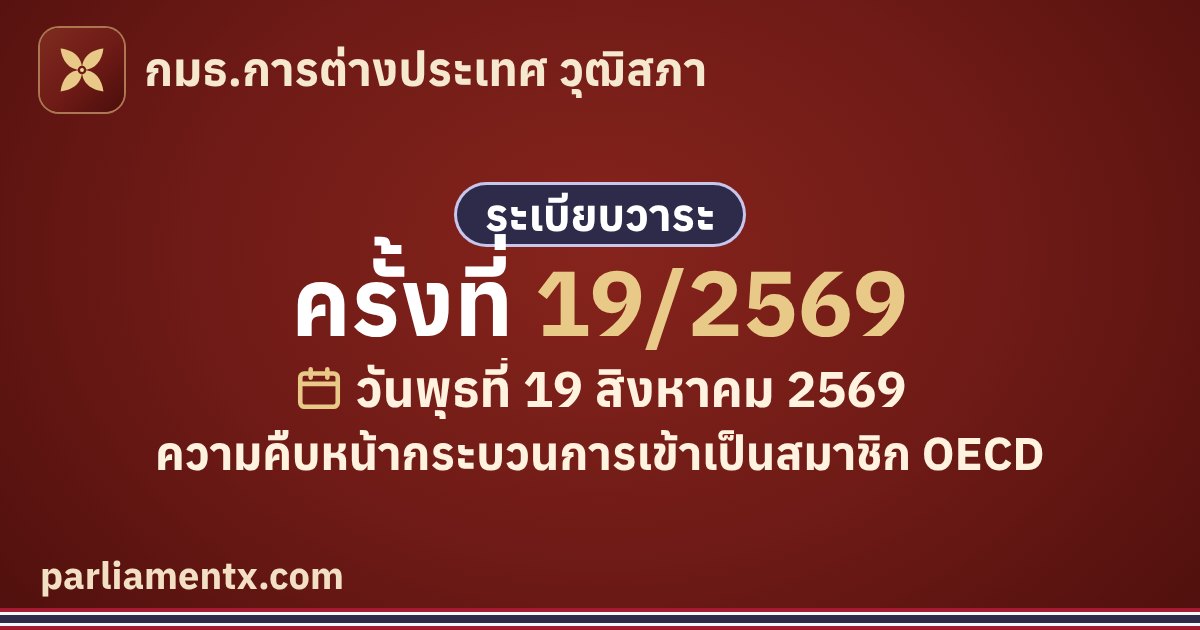 กมธ.การต่างประเทศ วุฒิสภา
ระเบียบวาระ
ครั้งที่ 19/2569
วันพุธที่ 19 สิงหาคม 2569
ความคืบหน้ากระบวนการเข้าเป็นสมาชิก OECD
parliamentx.com